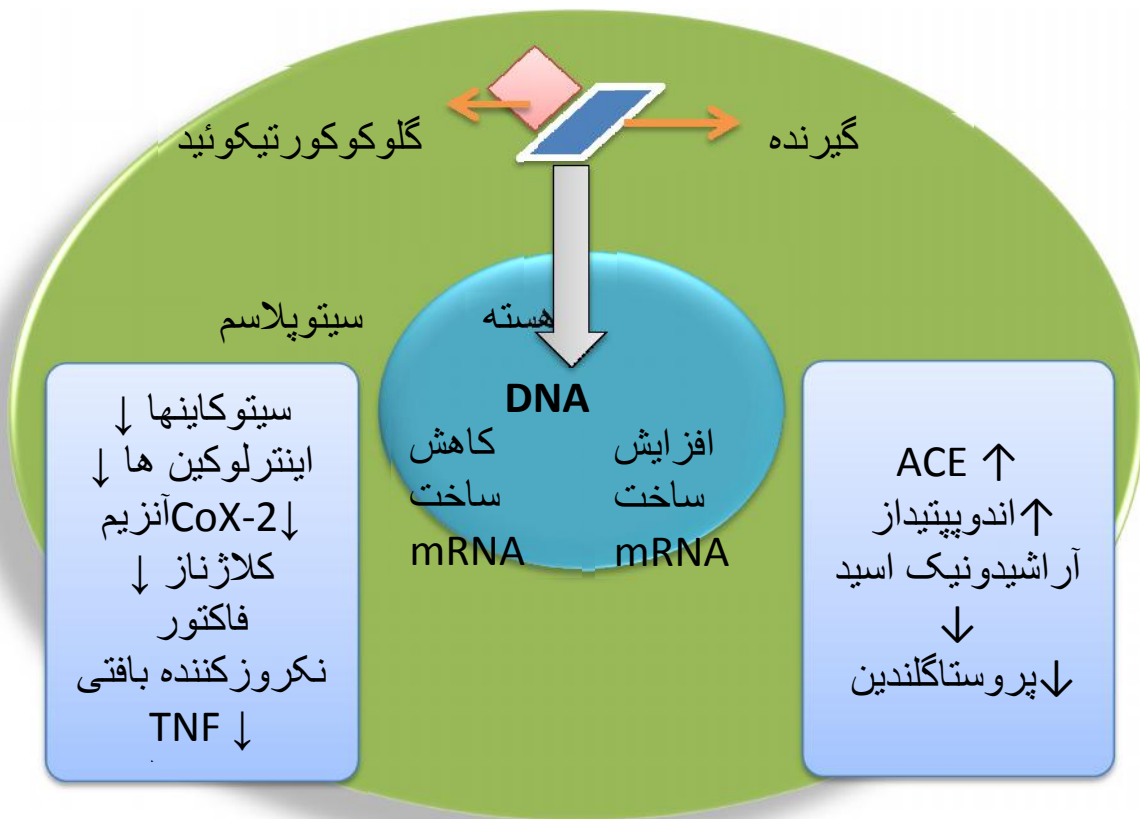 گیرنده
گلوکوکورتیکوئید
هسته
سیتوپلاسم
DNA
افزایش
ساخت
mRNA
کاهش
ساخت
mRNA
ACE ↑
↑اندوپپتیداز
آراشیدونیک اسید
↓
↓پروستاگلندین
سیتوکاینها ↓
اینترلوکین ها ↓
↓CoX-2آنزیم
کلاژناز ↓
فاکتور
نکروزکننده بافتی
TNF ↓